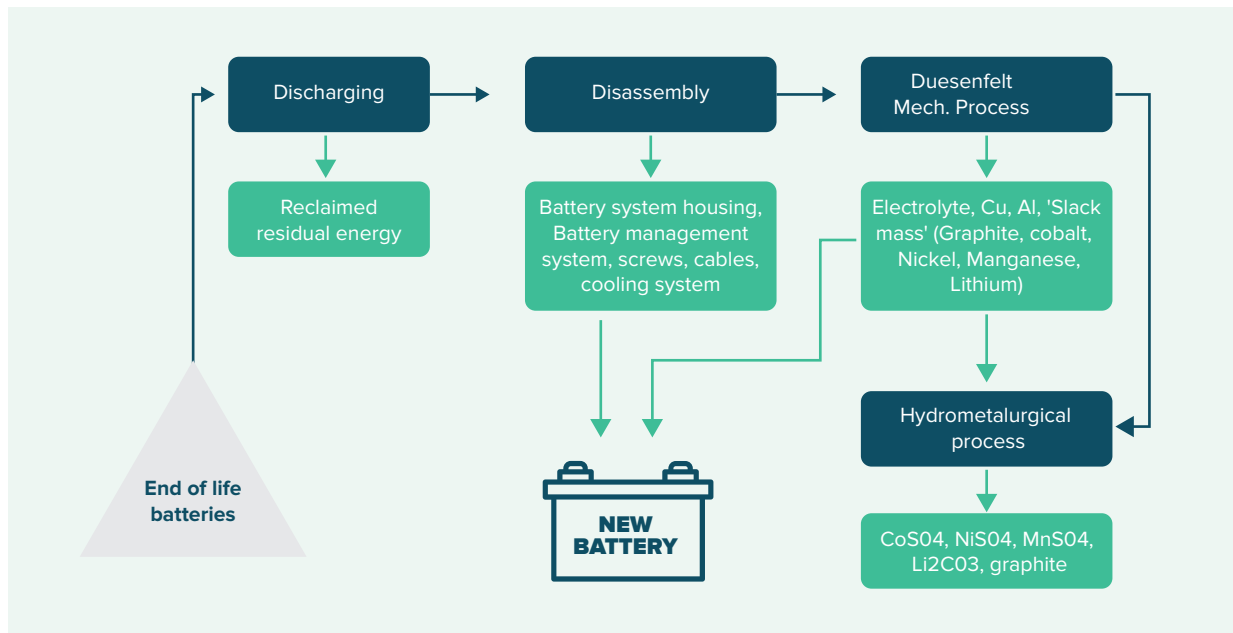 Discharging
Disassembly
Duesenfelt
Mech. Process
Reclaimed
residual energy
Battery system housing,
Battery management
system, screws, cables,
cooling system
Electrolyte, Cu, Al, 'Slack
mass' (Graphite, cobalt,
Nickel, Manganese,
Lithium)
Hydrometalurgical
process
End of life
batteries
NEW
BATTERY
CoS04, NiS04, MnS04,
Li2C03, graphite